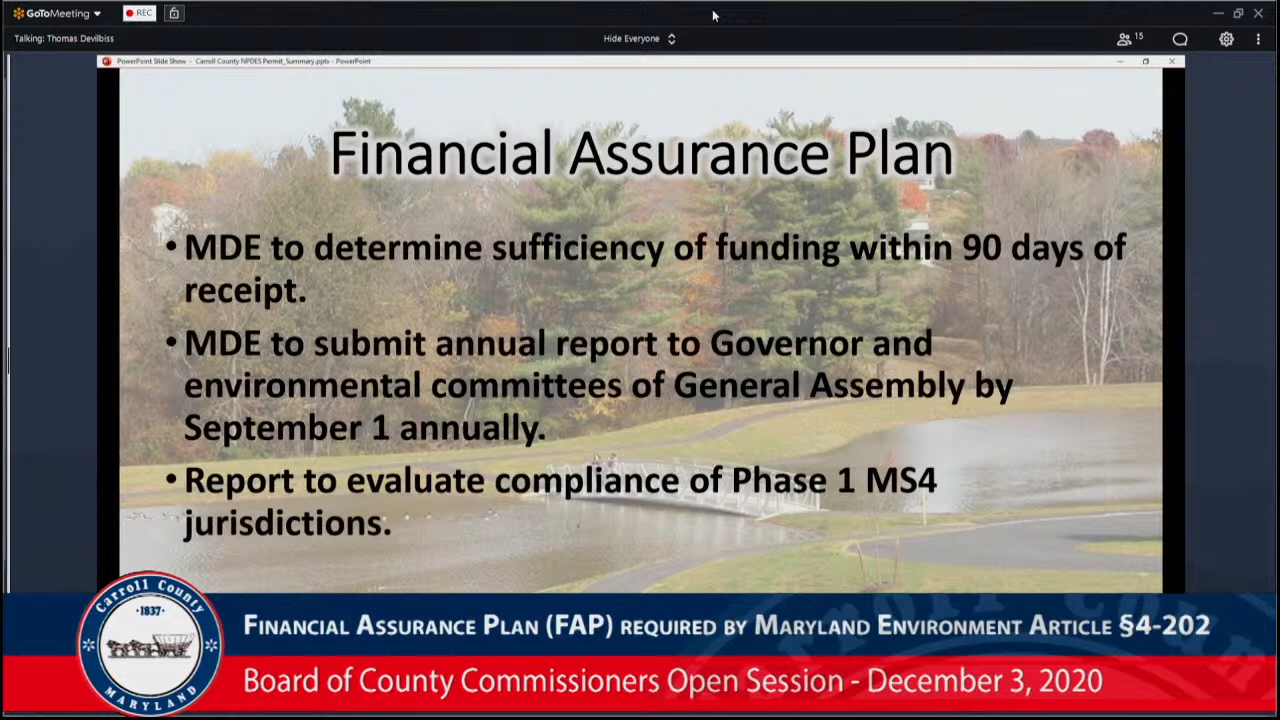 GoToMeeting
REC
Talking: Thomas Devilbiss
Hide Everyone
15
PowerPoint Slide Show - Carroll County NPDES Permit_Summary.pptx - PowerPoint
Financial Assurance Plan
• MDE to determine sufficiency of funding within 90 days of
receipt.
• MDE to submit annual report to Governor and
environmental committees of General Assembly by
September 1 annually.
• Report to evaluate compliance of Phase 1 MS4
jurisdictions.
Carroll County
·1837·
MARYLAND
FINANCIAL ASSURANCE PLAN (FAP) REQUIRED BY MARYLAND ENVIRONMENT ARTICLE §4-202
Board of County Commissioners Open Session - December 3, 2020